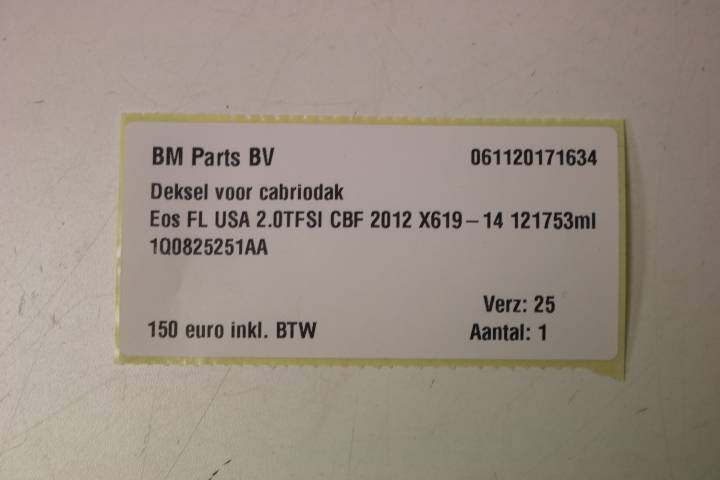 BM Parts BV 061120171634
Deksel voor cabriodak
Eos FL USA 2.0TFSI CBF 2012 X619-14 121753ml
1Q0825251AA
Verz: 25
150 euro inkl. BTW Aantal: 1